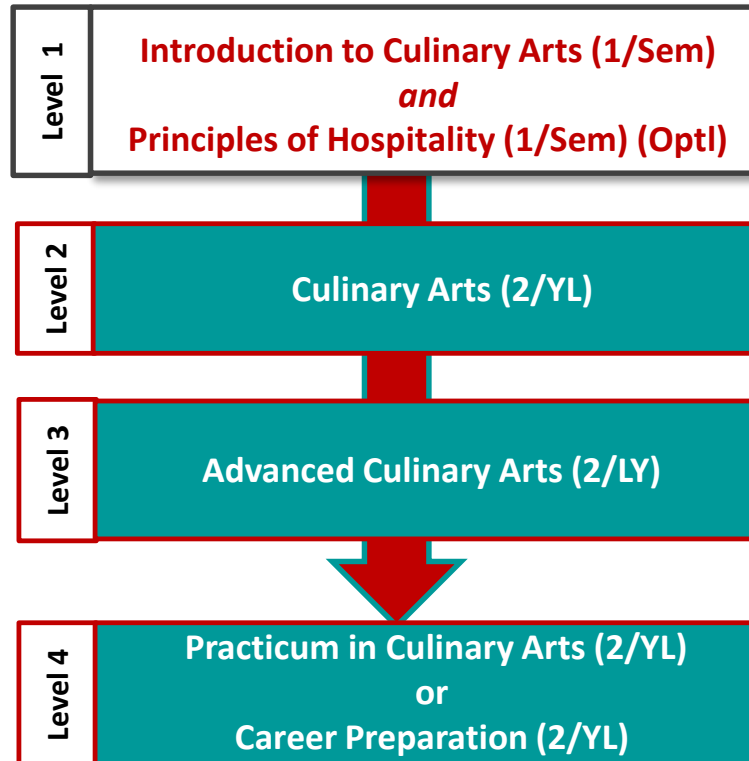 Level 1
Introduction to Culinary Arts (1/Sem)
and
Principles of Hospitality (1/Sem) (Optl)
Level 2
Culinary Arts (2/YL)
Level 3
Advanced Culinary Arts (2/LY)
Level 4
Practicum in Culinary Arts (2/YL)
or
Career Preparation (2/YL)